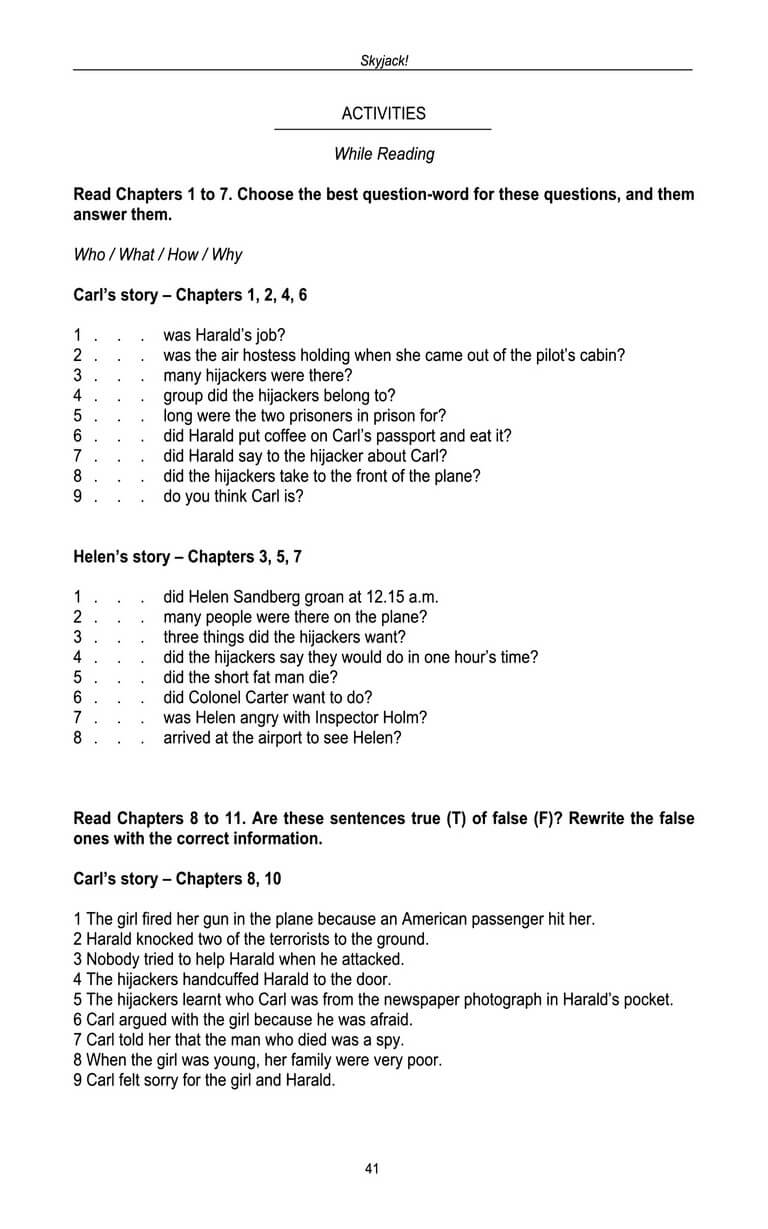 Skyjack!
ACTIVITIES
While Reading
Read Chapters 1 to 7. Choose the best question-word for these questions, and them
answer them.
Who / What / How / Why
Carl’s story – Chapters 1, 2, 4, 6
1 . . . was Harald’s job?
2 . . . was the air hostess holding when she came out of the pilot’s cabin?
3 . . . many hijackers were there?
4 . . . group did the hijackers belong to?
5 . . . long were the two prisoners in prison for?
6 . . . did Harald put coffee on Carl’s passport and eat it?
7 . . . did Harald say to the hijacker about Carl?
8 . . . did the hijackers take to the front of the plane?
9 . . . do you think Carl is?
Helen’s story – Chapters 3, 5, 7
1 . . . did Helen Sandberg groan at 12.15 a.m.
2 . . . many people were there on the plane?
3 . . . three things did the hijackers want?
4 . . . did the hijackers say they would do in one hour’s time?
5 . . . did the short fat man die?
6 . . . did Colonel Carter want to do?
7 . . . was Helen angry with Inspector Holm?
8 . . . arrived at the airport to see Helen?
Read Chapters 8 to 11. Are these sentences true (T) of false (F)? Rewrite the false
ones with the correct information.
Carl’s story – Chapters 8, 10
1 The girl fired her gun in the plane because an American passenger hit her.
2 Harald knocked two of the terrorists to the ground.
3 Nobody tried to help Harald when he attacked.
4 The hijackers handcuffed Harald to the door.
5 The hijackers learnt who Carl was from the newspaper photograph in Harald’s pocket.
6 Carl argued with the girl because he was afraid.
7 Carl told her that the man who died was a spy.
8 When the girl was young, her family were very poor.
9 Carl felt sorry for the girl and Harald.
41